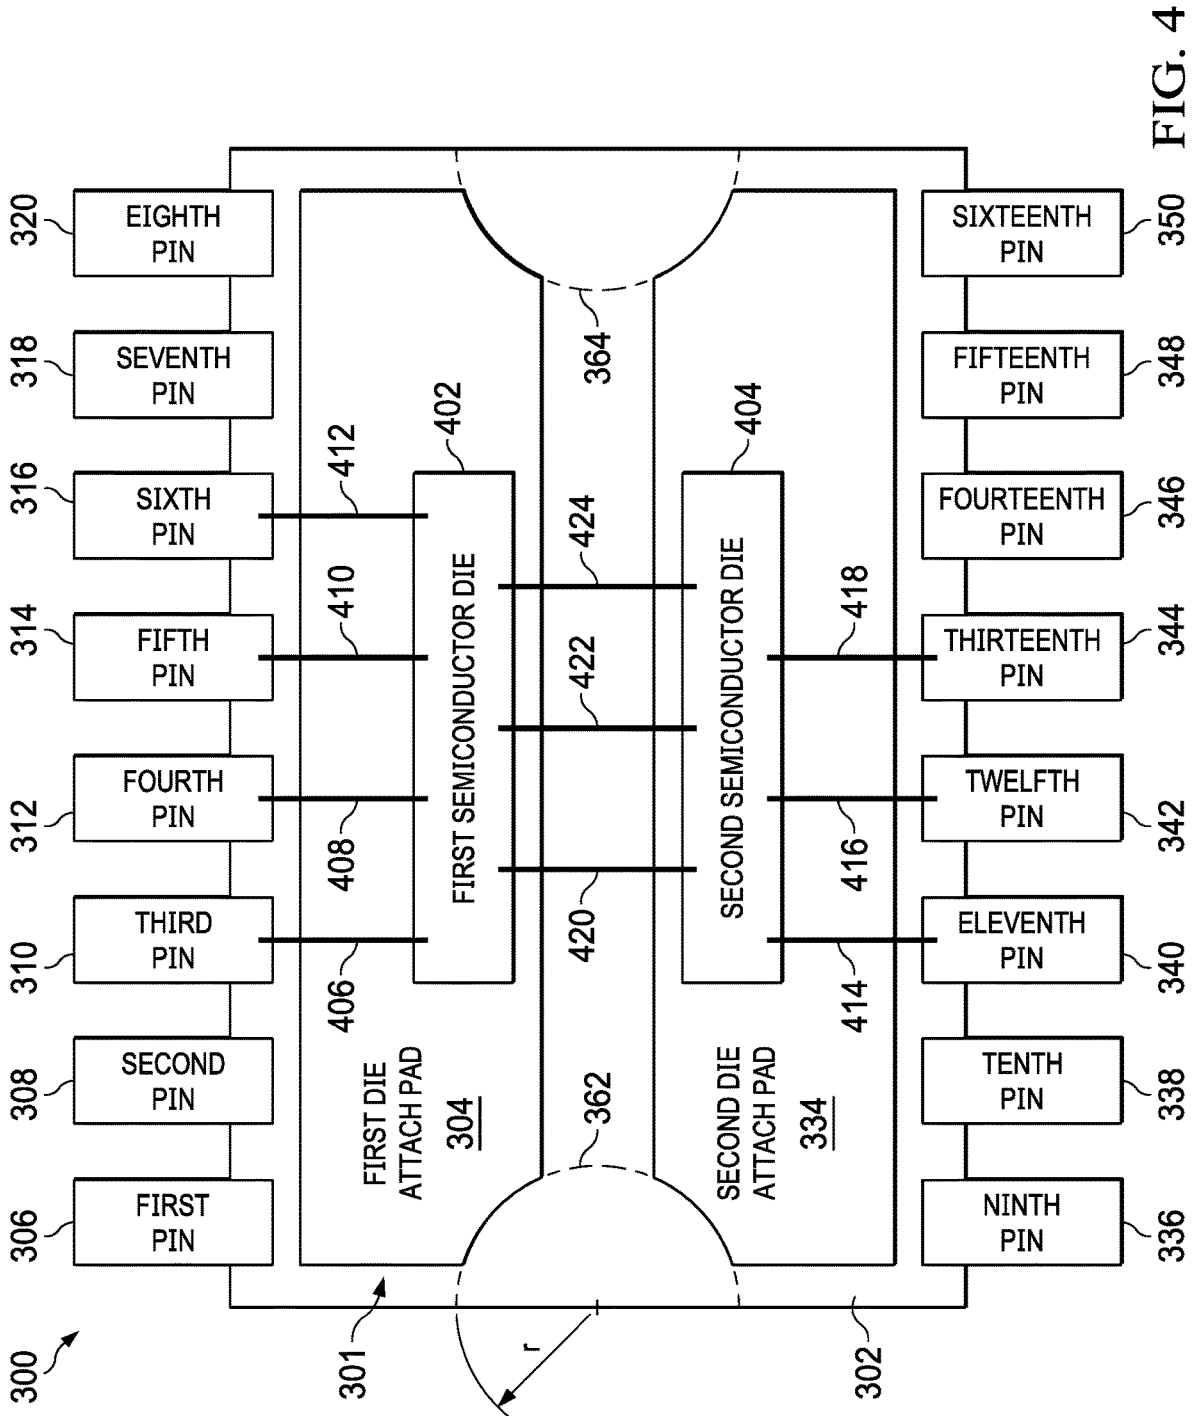 FIG. 4
320
EIGHTH
PIN
318
SEVENTH
PIN
316
SIXTH
PIN
314
FIFTH
PIN
312
FOURTH
PIN
310
THIRD
PIN
308
SECOND
PIN
306
FIRST
PIN
300
412
410
408
406
402
FIRST SEMICONDUCTOR DIE
FIRST DIE
ATTACH PAD
304
301
364
424
422
420
362
r
404
SECOND SEMICONDUCTOR DIE
SECOND DIE
ATTACH PAD
334
418
416
414
302
SIXTEENTH
PIN
350
FIFTEENTH
PIN
348
FOURTEENTH
PIN
346
THIRTEENTH
PIN
344
TWELFTH
PIN
342
ELEVENTH
PIN
340
TENTH
PIN
338
NINTH
PIN
336